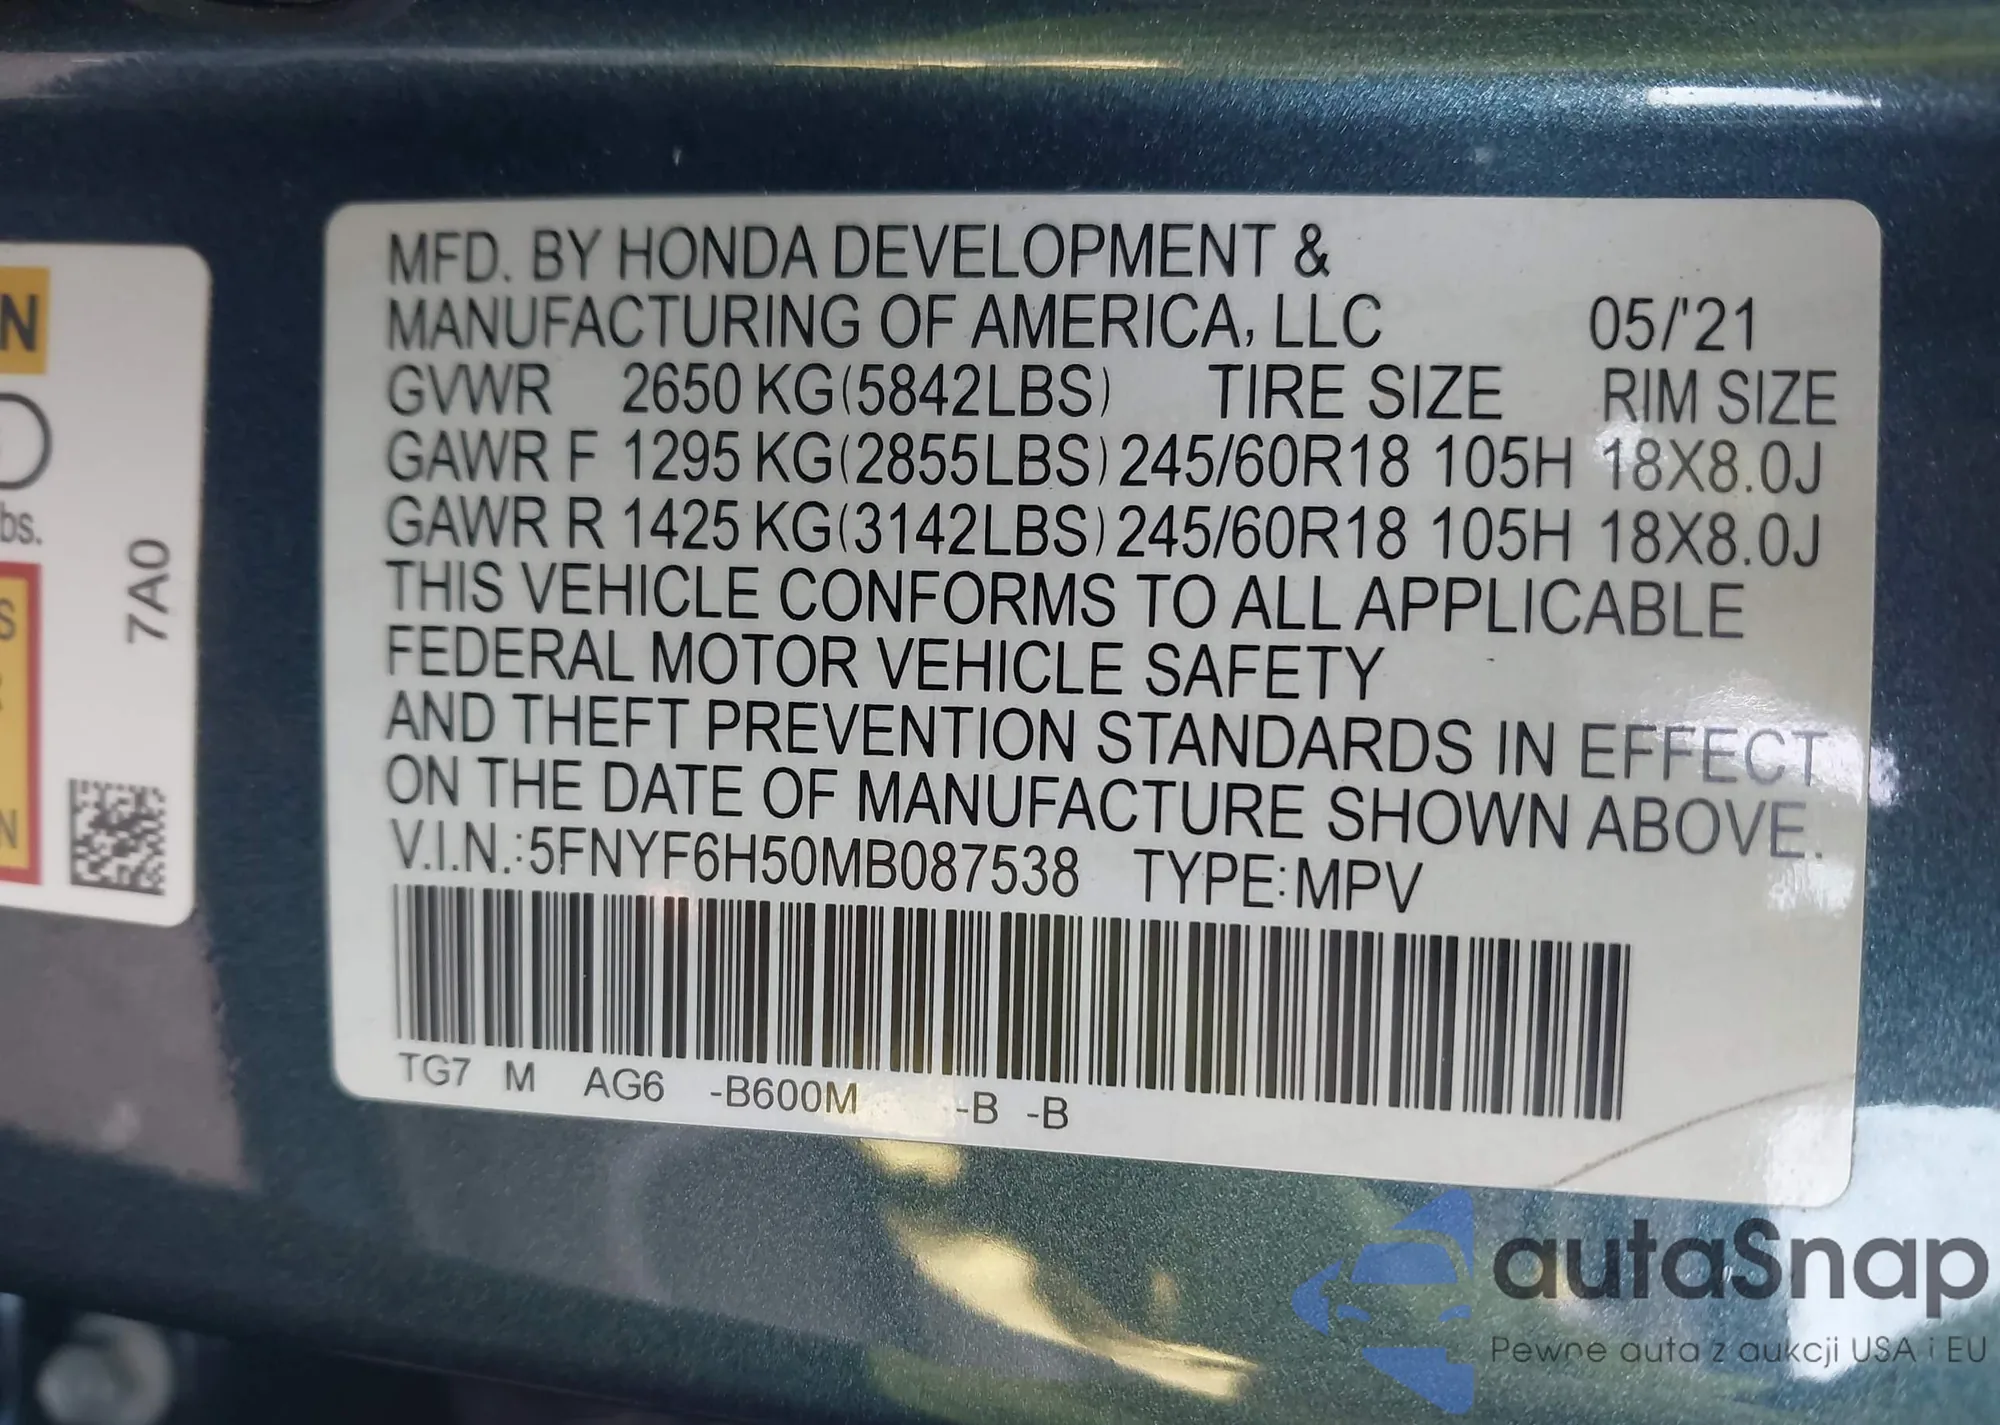 MFD. BY HONDA DEVELOPMENT &
MANUFACTURING OF AMERICA, LLC 05/'21
GVWR 2650 KG(5842LBS) TIRE SIZE RIM SIZE
GAWR F 1295 KG(2855LBS) 245/60R18 105H 18X8.0J
GAWR R 1425 KG(3142LBS) 245/60R18 105H 18X8.0J
THIS VEHICLE CONFORMS TO ALL APPLICABLE
FEDERAL MOTOR VEHICLE SAFETY
AND THEFT PREVENTION STANDARDS IN EFFECT
ON THE DATE OF MANUFACTURE SHOWN ABOVE.
V.I.N.:5FNYF6H50MB087538 TYPE:MPV
TG7 M AG6 -B600M -B -B
7A0
autaSnap
Pewne auta z aukcji USA i EU